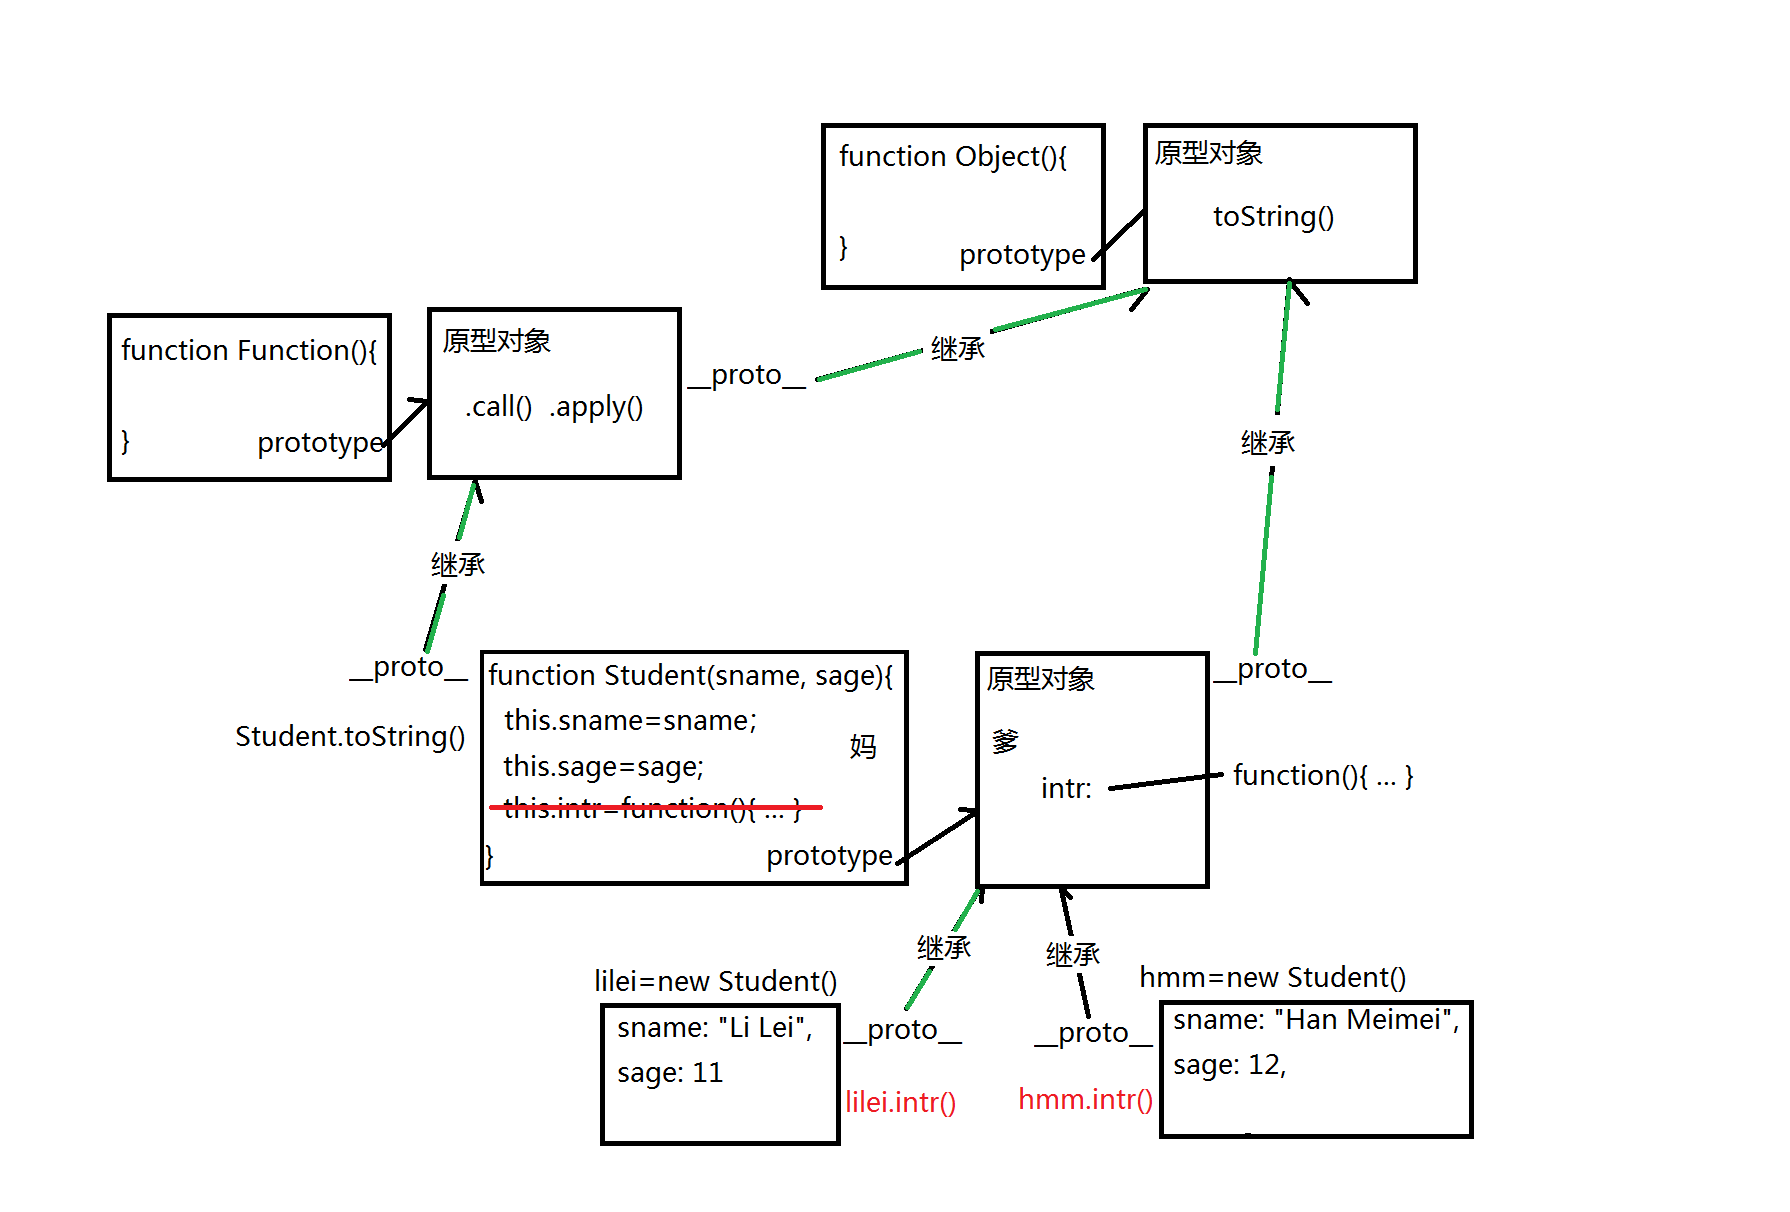 function Object(){
}
prototype
原型对象
toString()
function Function(){
}
prototype
原型对象
.call() .apply()
__proto__
继承
继承
继承
__proto__
Student.toString()
function Student(sname, sage){
this.sname=sname;
this.sage=sage;
this.intr=function(){ ... }
}
妈
prototype
原型对象
爹
intr:
function(){ ... }
__proto__
继承
继承
lilei=new Student()
sname: "Li Lei",
sage: 11
__proto__
lilei.intr()
__proto__
hmm.intr()
hmm=new Student()
sname: "Han Meimei",
sage: 12,